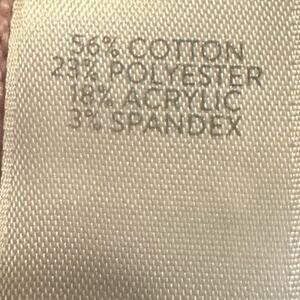 56% COTTON
23% POLYESTER
18% ACRYLIC
3% SPANDEX